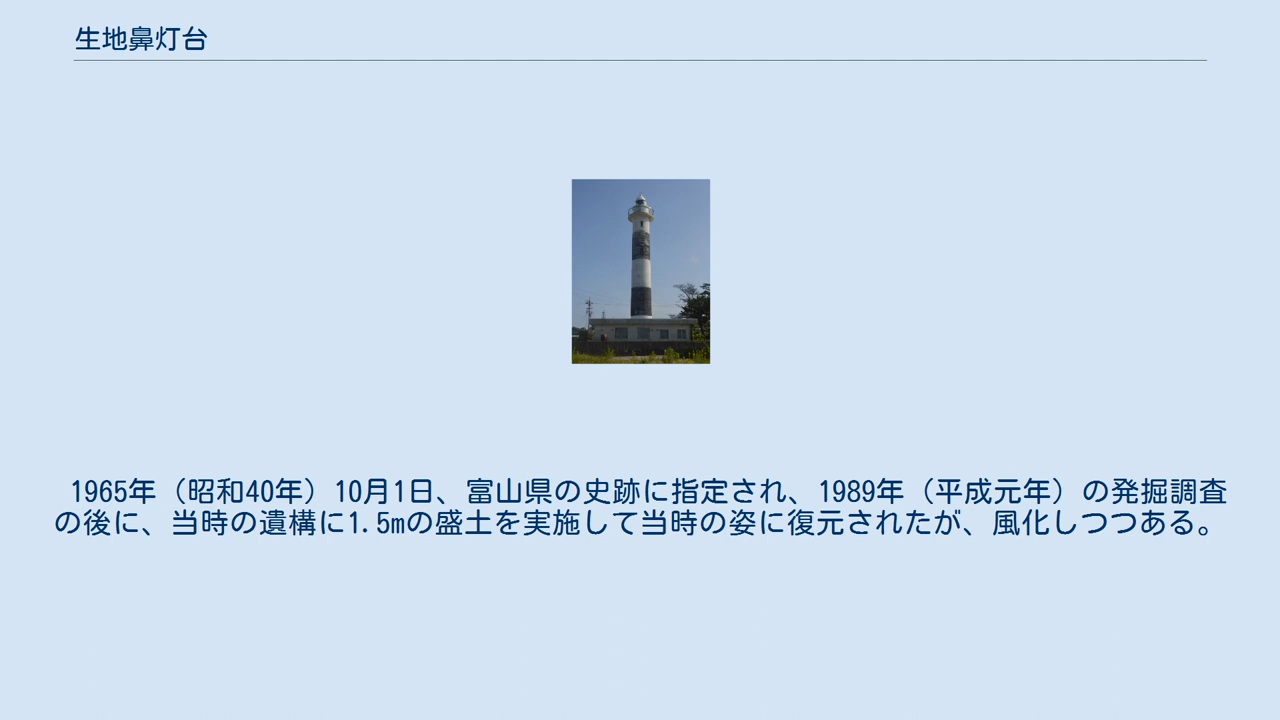 生地鼻灯台
1965年（昭和40年）10月1日、富山県の史跡に指定され、1989年（平成元年）の発掘調査
の後に、当時の遺構に1.5mの盛土を実施して当時の姿に復元されたが、風化しつつある。